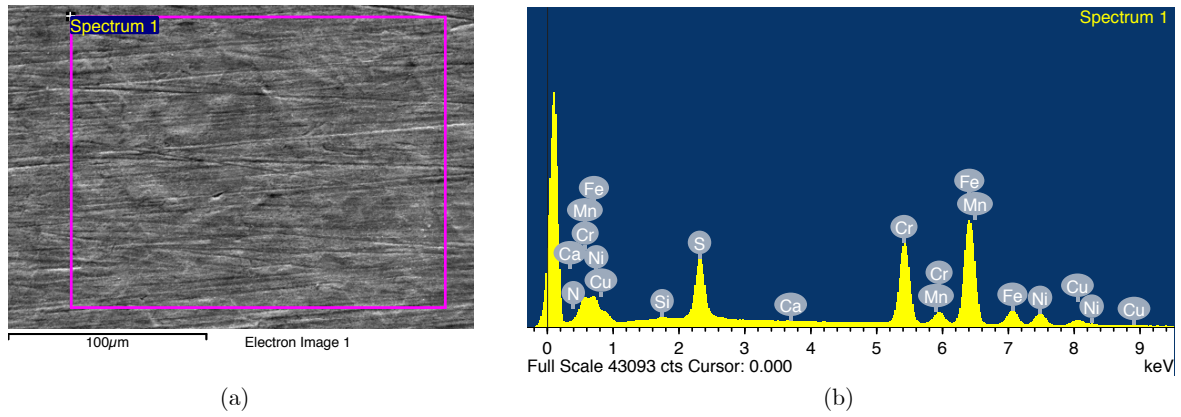 Spectrum 1
100µm
Electron Image 1
(a)
Spectrum 1
Fe
Mn
Cr
Ca
Ni
N
Cu
Si
S
Ca
Cr
Cr
Mn
Fe
Mn
Fe
Ni
Cu
Ni
Cu
0 1 2 3 4 5 6 7 8 9
Full Scale 43093 cts Cursor: 0.000
keV
(b)